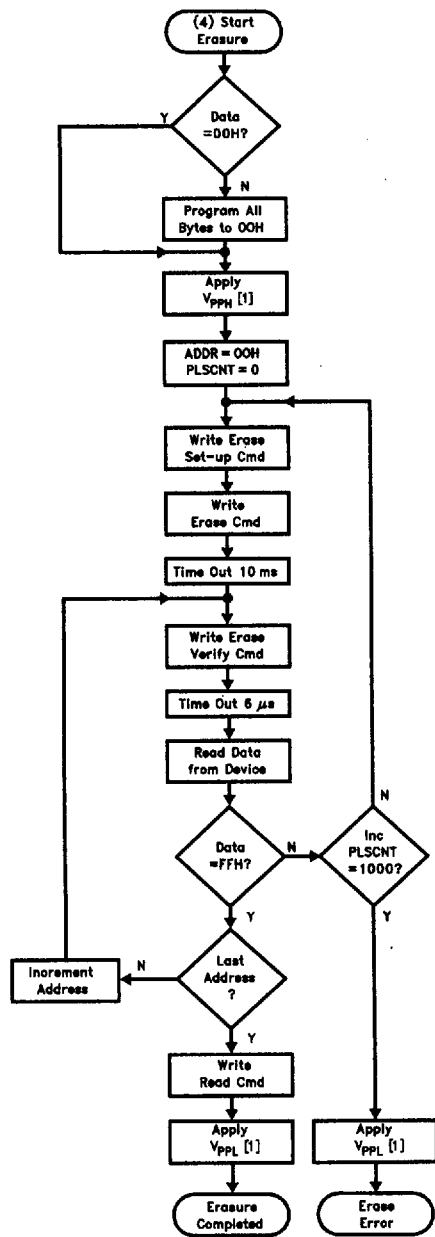 (4) Start
Erasure
Data
=00H?
Y
N
Program All
Bytes to 00H
Apply
VPPH [1]
ADDR = 00H
PLSCNT = 0
Write Erase
Set-up Cmd
Write
Erase Cmd
Time Out 10 ms
Write Erase
Verify Cmd
Time Out 6 μs
Read Data
from Device
Data
=FFH?
N
Y
Inc
PLSCNT
=1000?
N
Y
Last
Address
?
N
Y
Increment
Address
Write
Read Cmd
Apply
VPPL [1]
Apply
VPPL [1]
Erasure
Completed
Erase
Error